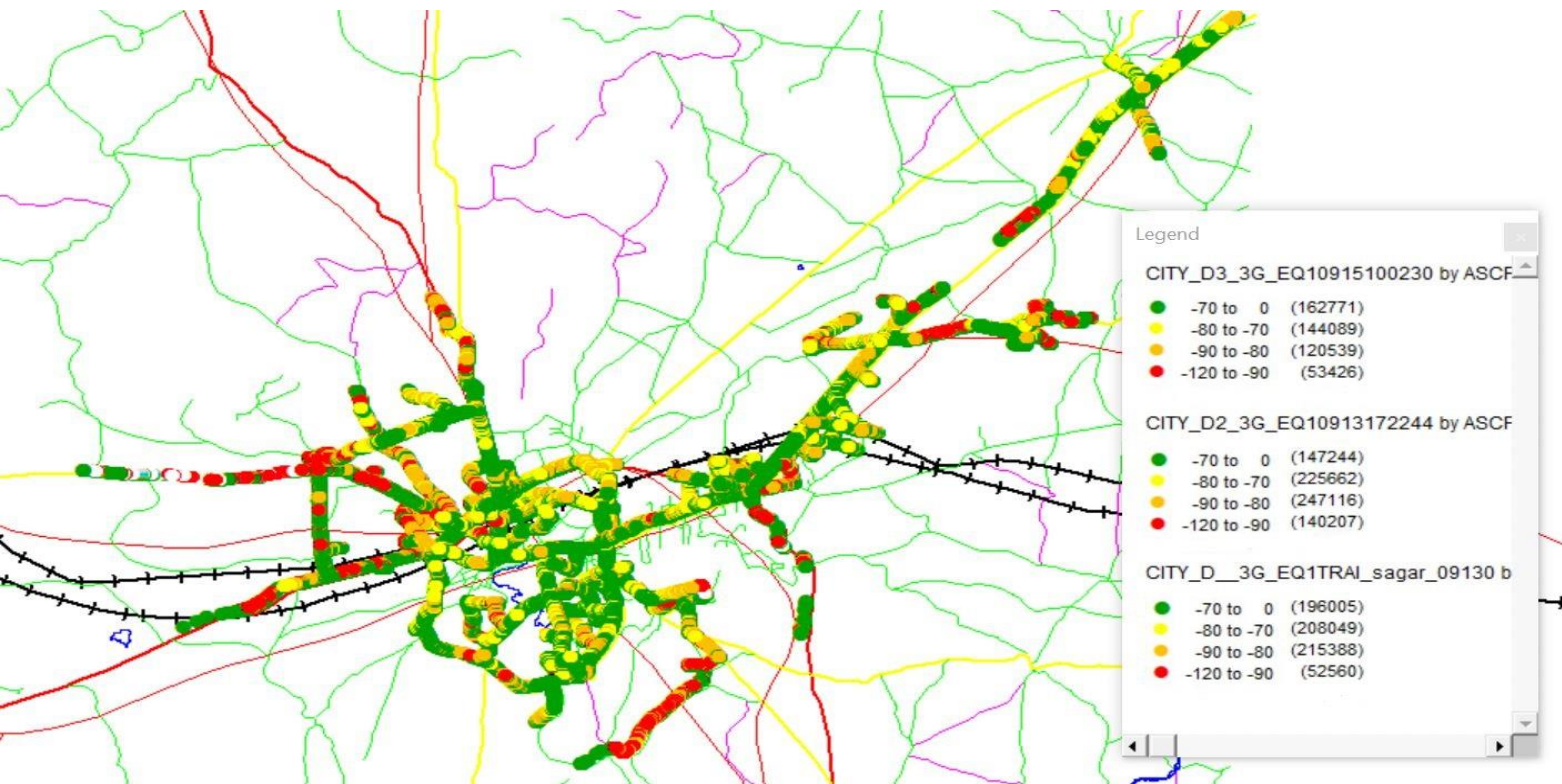 Legend
CITY_D3_3G_EQ10915100230 by ASCF
-70 to 0 (162771)
-80 to -70 (144089)
-90 to -80 (120539)
-120 to -90 (53426)
CITY_D2_3G_EQ10913172244 by ASCF
-70 to 0 (147244)
-80 to -70 (225662)
-90 to -80 (247116)
-120 to -90 (140207)
CITY_D__3G_EQ1TRAI_sagar_09130 b
-70 to 0 (196005)
-80 to -70 (208049)
-90 to -80 (215388)
-120 to -90 (52560)